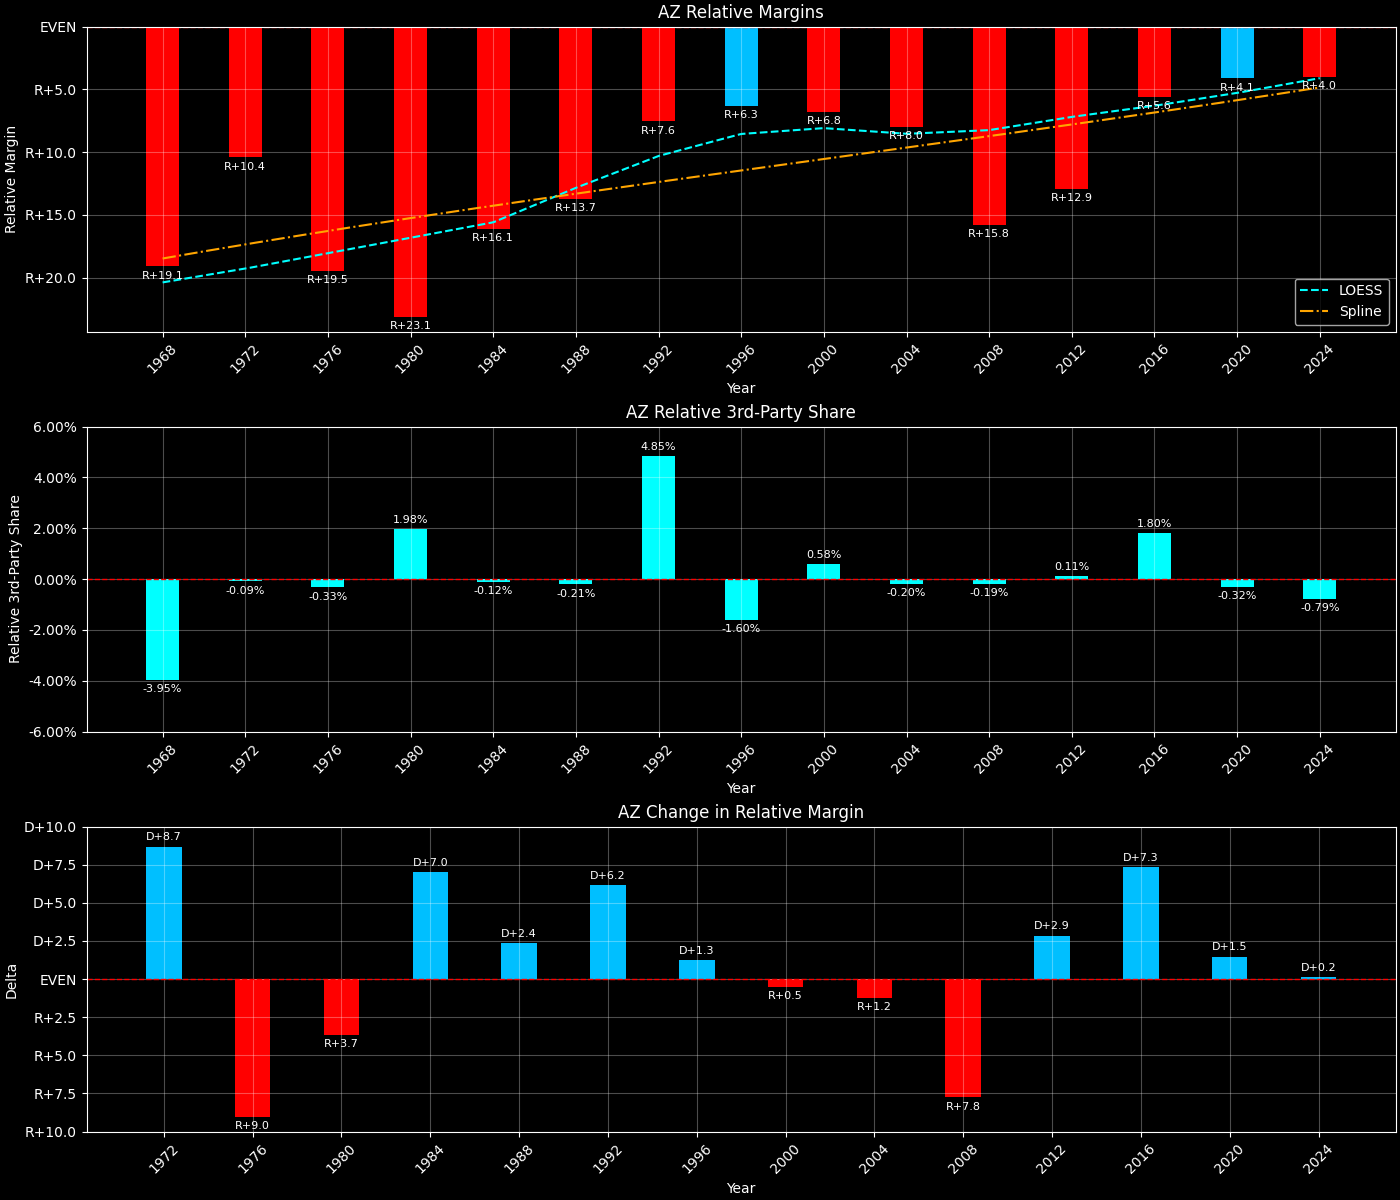 AZ Relative Margins
EVEN
R+5.0
R+10.0
R+15.0
R+20.0
Relative Margin
R+19.1
R+10.4
R+19.5
R+23.1
R+16.1
R+13.7
R+7.6
R+6.3
R+6.8
R+8.0
R+15.8
R+12.9
R+5.6
R+4.1
R+4.0
LOESS
Spline
1968
1972
1976
1980
1984
1988
1992
1996
2000
2004
2008
2012
2016
2020
2024
Year
AZ Relative 3rd-Party Share
6.00%
4.00%
2.00%
0.00%
-2.00%
-4.00%
-6.00%
Relative 3rd-Party Share
-3.95%
-0.09%
-0.33%
1.98%
-0.12%
-0.21%
4.85%
-1.60%
0.58%
-0.20%
-0.19%
0.11%
1.80%
-0.32%
-0.79%
1968
1972
1976
1980
1984
1988
1992
1996
2000
2004
2008
2012
2016
2020
2024
Year
AZ Change in Relative Margin
D+10.0
D+7.5
D+5.0
D+2.5
EVEN
R+2.5
R+5.0
R+7.5
R+10.0
Delta
D+8.7
R+9.0
R+3.7
D+7.0
D+2.4
D+6.2
D+1.3
R+0.5
R+1.2
R+7.8
D+2.9
D+7.3
D+1.5
D+0.2
1972
1976
1980
1984
1988
1992
1996
2000
2004
2008
2012
2016
2020
2024
Year